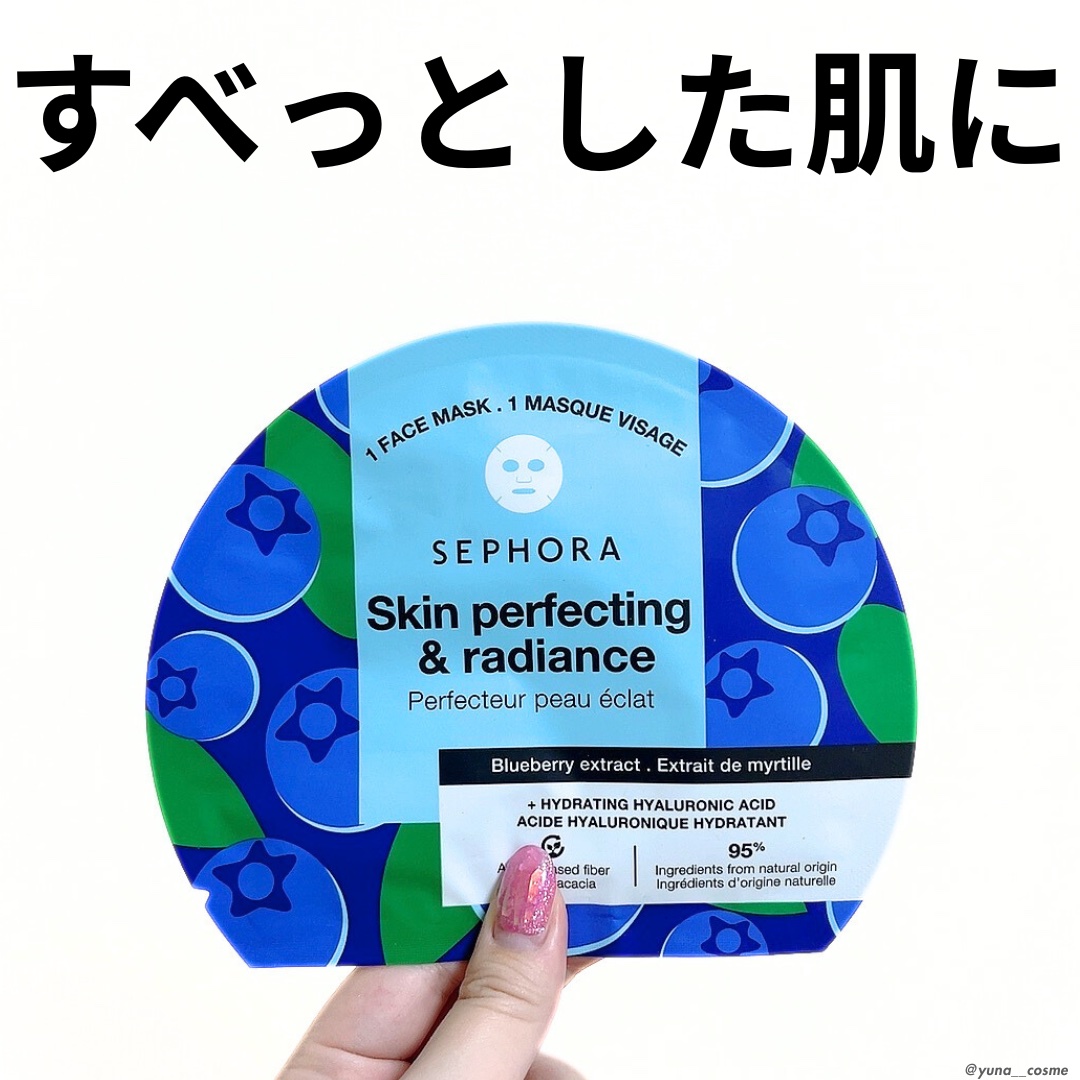 すべっとした肌に
1 FACE MASK . 1 MASQUE VISAGE
SEPHORA
Skin perfecting
& radiance
Perfecteur peau éclat
Blueberry extract . Extrait de myrtille
+ HYDRATING HYALURONIC ACID
ACIDE HYALURONIQUE HYDRATANT
95%
fiber
acacia
Ingredients from natural origin
Ingrédients d'origine naturelle
@yuna__cosme